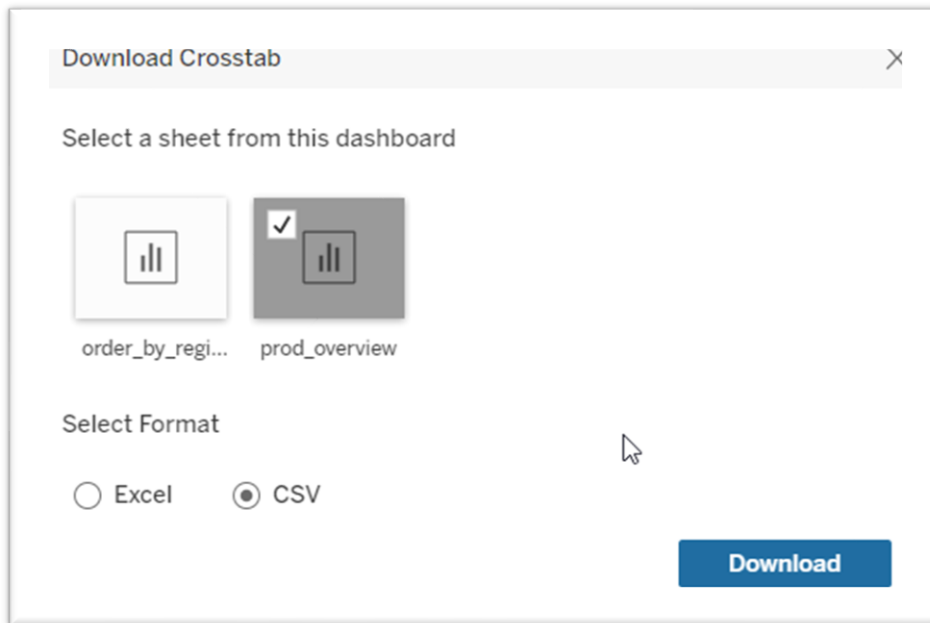 Download Crosstab
Select a sheet from this dashboard
order_by_regi... prod_overview
Select Format
Excel CSV
Download